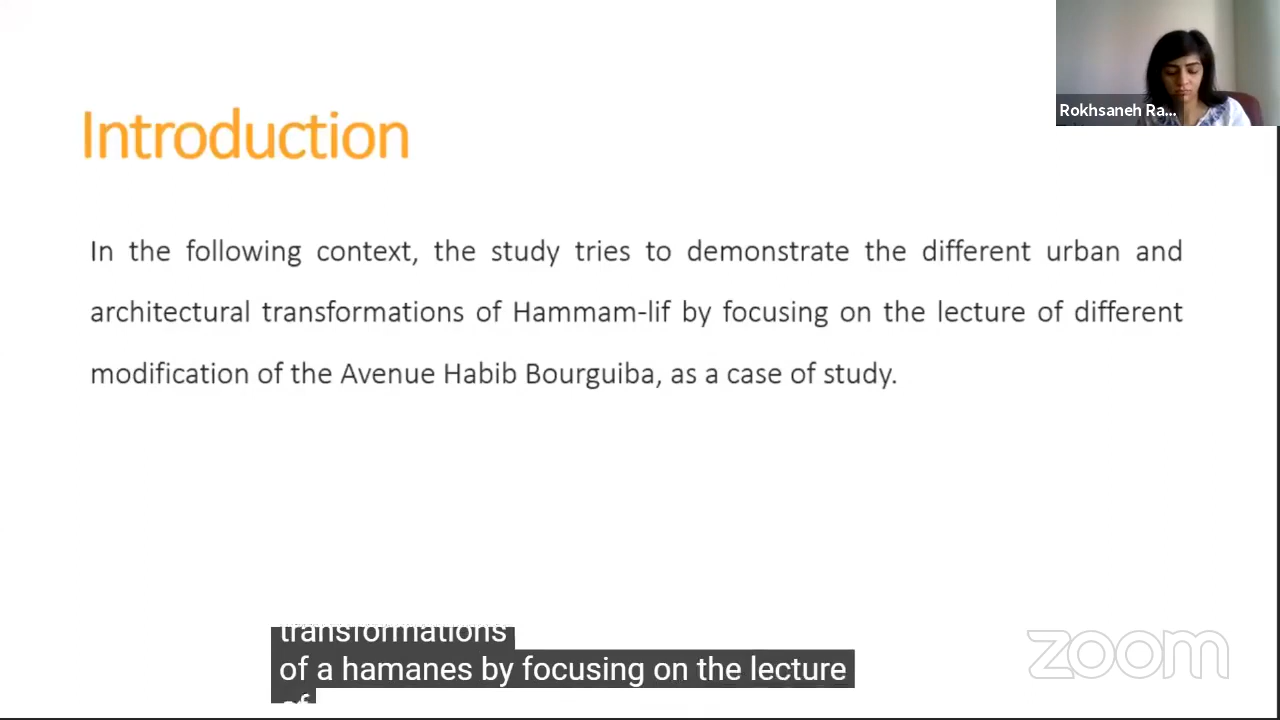 Introduction
Rokhsaneh Ra...
In the following context, the study tries to demonstrate the different urban and
architectural transformations of Hammam-lif by focusing on the lecture of different
modification of the Avenue Habib Bourguiba, as a case of study.
transformations
of a hamanes by focusing on the lecture
of
zoom